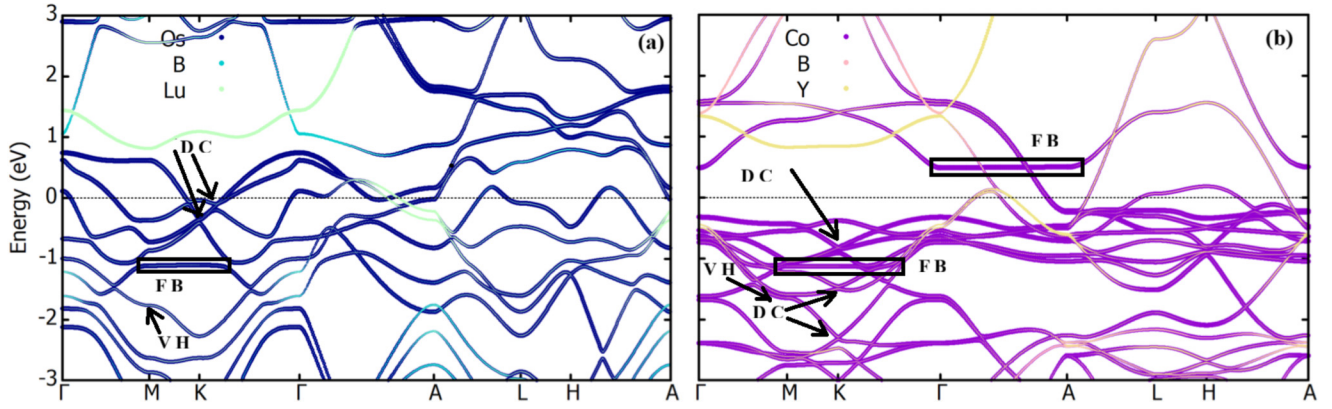 (a)
Os
B
Lu
D C
F B
V H
Energy (eV)
3
2
1
0
-1
-2
-3
Γ M K Γ A L H A
(b)
Co
B
Y
F B
D C
V H
F B
D C
Γ M K Γ A L H A